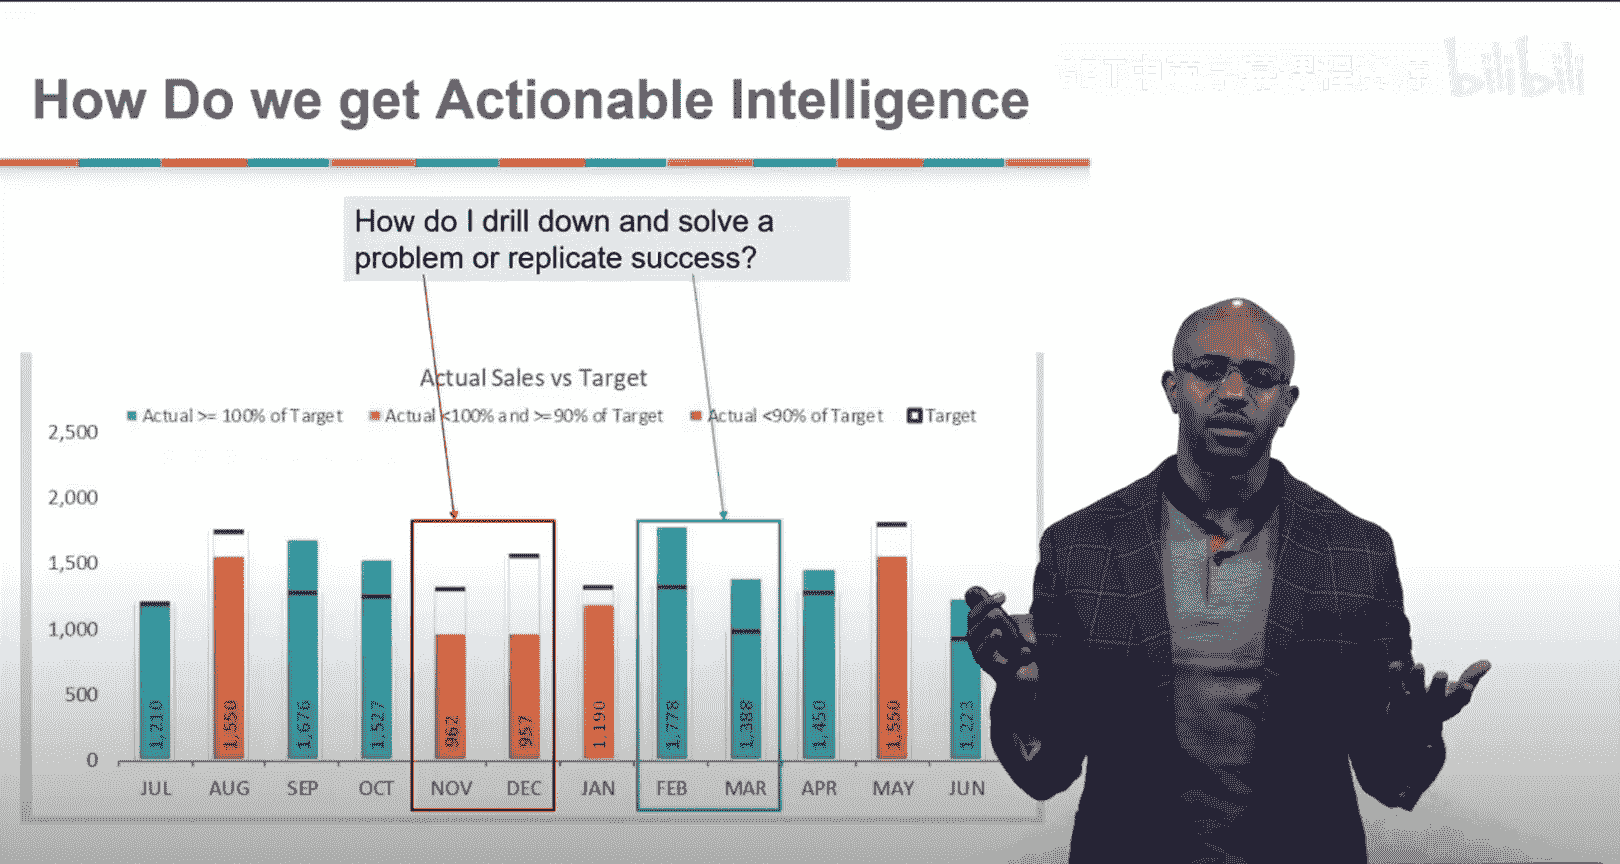 How Do we get Actionable Intelligence
bilibili
How do I drill down and solve a
problem or replicate success?
Actual Sales vs Target
Actual >= 100% of Target
Actual <100% and >= 90% of Target
Actual <90% of Target
Target
2,500
2,000
1,500
1,000
500
0
1,210
1,550
1,676
1,527
962
957
1,190
1,778
1,388
1,450
1,550
1,223
JUL
AUG
SEP
OCT
NOV
DEC
JAN
FEB
MAR
APR
MAY
JUN